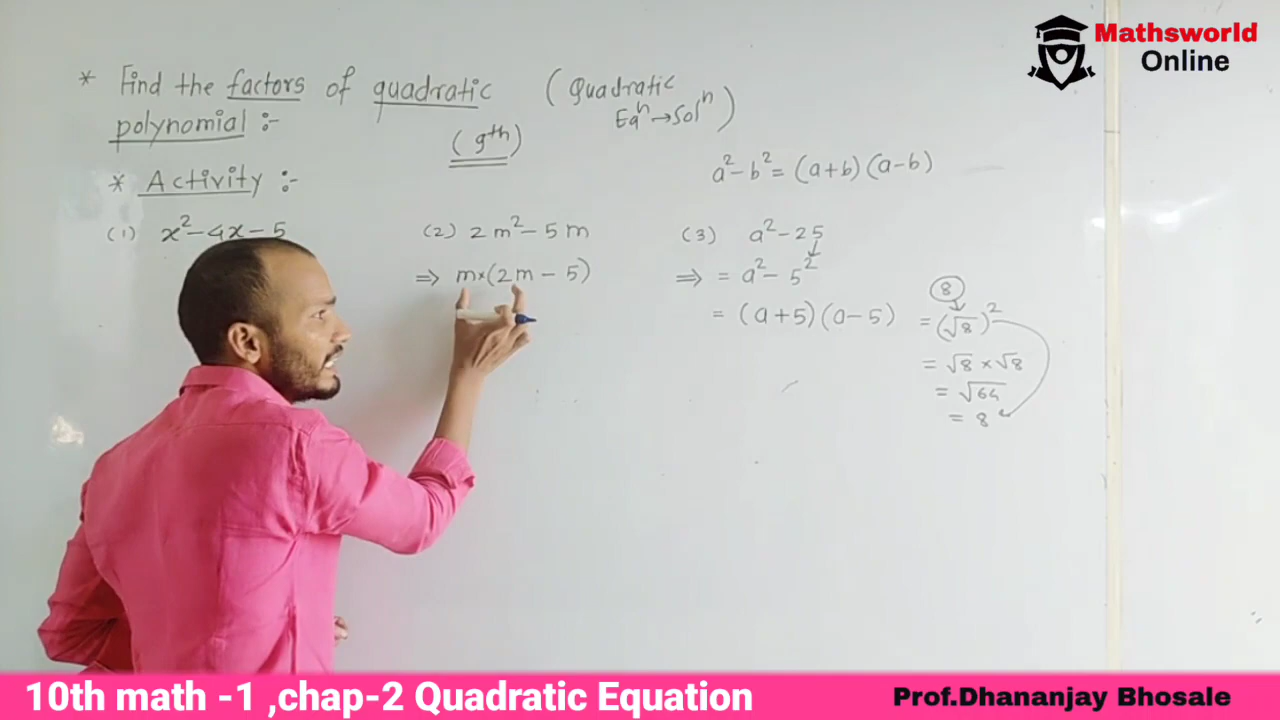 Mathsworld
Online
* Find the factors of quadratic
polynomial :-
(Quadratic
Eqⁿ→Solⁿ)
(9th)
a²-b²= (a+b) (a-b)
* Activity :-
(1) x²-4x-5
(2) 2m²-5m
⇒ m×(2m-5)
(3) a²-25
⇒ = a²-5²
= (a+5)(a-5)
8
= (√8)²
= √8 × √8
= √64
= 8
10th math -1 ,chap-2 Quadratic Equation
Prof.Dhananjay Bhosale